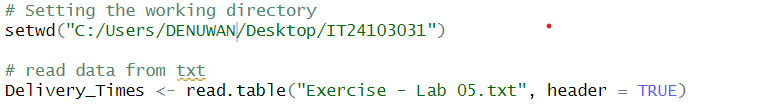 # Setting the working directory
setwd("C:/Users/DENUWAN/Desktop/IT24103031")
# read data from txt
Delivery_Times <- read.table("Exercise - Lab 05.txt", header = TRUE)